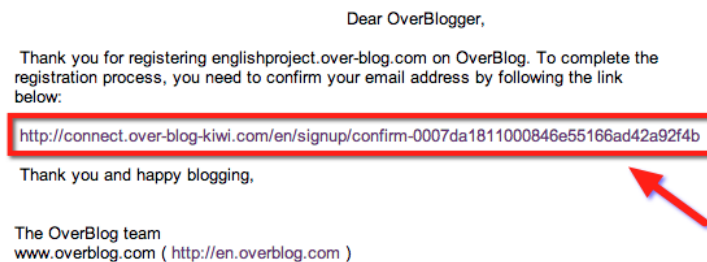 Dear OverBlogger,
Thank you for registering englishproject.over-blog.com on OverBlog. To complete the
registration process, you need to confirm your email address by following the link
below:
http://connect.over-blog-kiwi.com/en/signup/confirm-0007da1811000846e55166ad42a92f4b
Thank you and happy blogging,
The OverBlog team
www.overblog.com ( http://en.overblog.com )